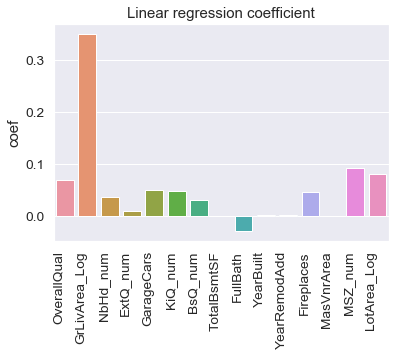 Linear regression coefficient
coef
0.3
0.2
0.1
0.0
OverallQual
GrLivArea_Log
NbHd_num
ExtQ_num
GarageCars
KiQ_num
BsQ_num
TotalBsmtSF
FullBath
YearBuilt
YearRemodAdd
Fireplaces
MasVnrArea
MSZ_num
LotArea_Log